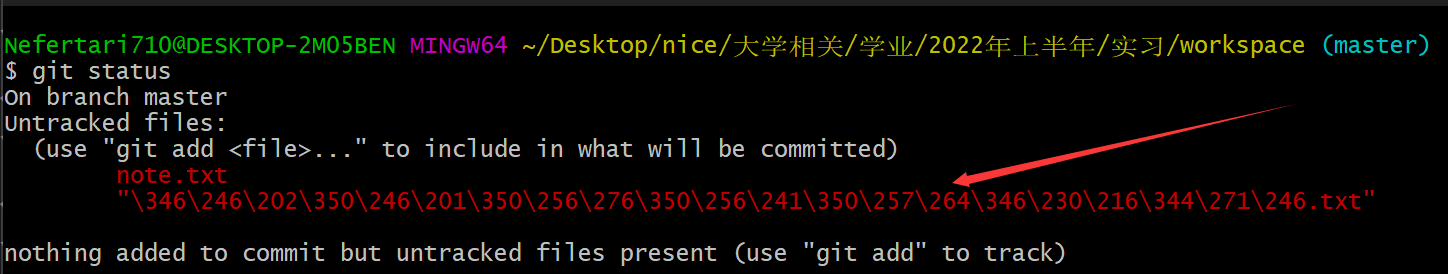 Nefertari710@DESKTOP-2M05BEN MINGW64 ~/Desktop/nice/大学相关/学业/2022年上半年/实习/workspace (master)
$ git status
On branch master
Untracked files:
  (use "git add <file>..." to include in what will be committed)
        note.txt
        "\346\246\202\350\246\201\350\256\276\350\256\241\350\257\264\346\230\216\344\271\246.txt"

nothing added to commit but untracked files present (use "git add" to track)